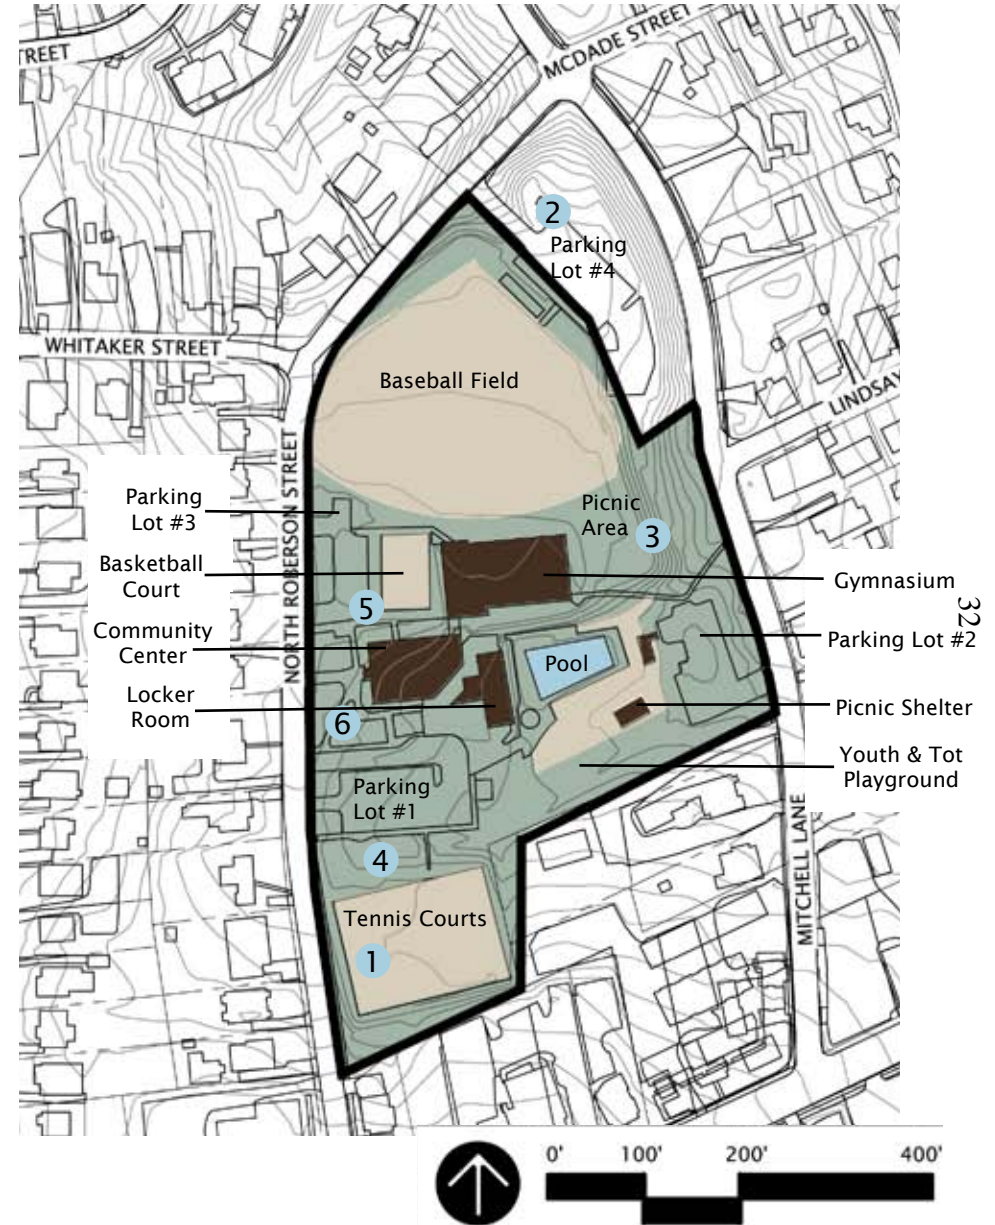 TREET
MCDADE STREET
2
Parking
Lot #4
WHITAKER STREET
Baseball Field
LINDSAY
NORTH ROBERSON STREET
Parking
Lot #3
Picnic
Area
3
Basketball
Court
Gymnasium
32
5
Community
Center
Parking Lot #2
Pool
Locker
Room
Picnic Shelter
6
Youth & Tot
Playground
Parking
Lot #1
MITCHELL LANE
4
Tennis Courts
1
0'
100'
200'
400'